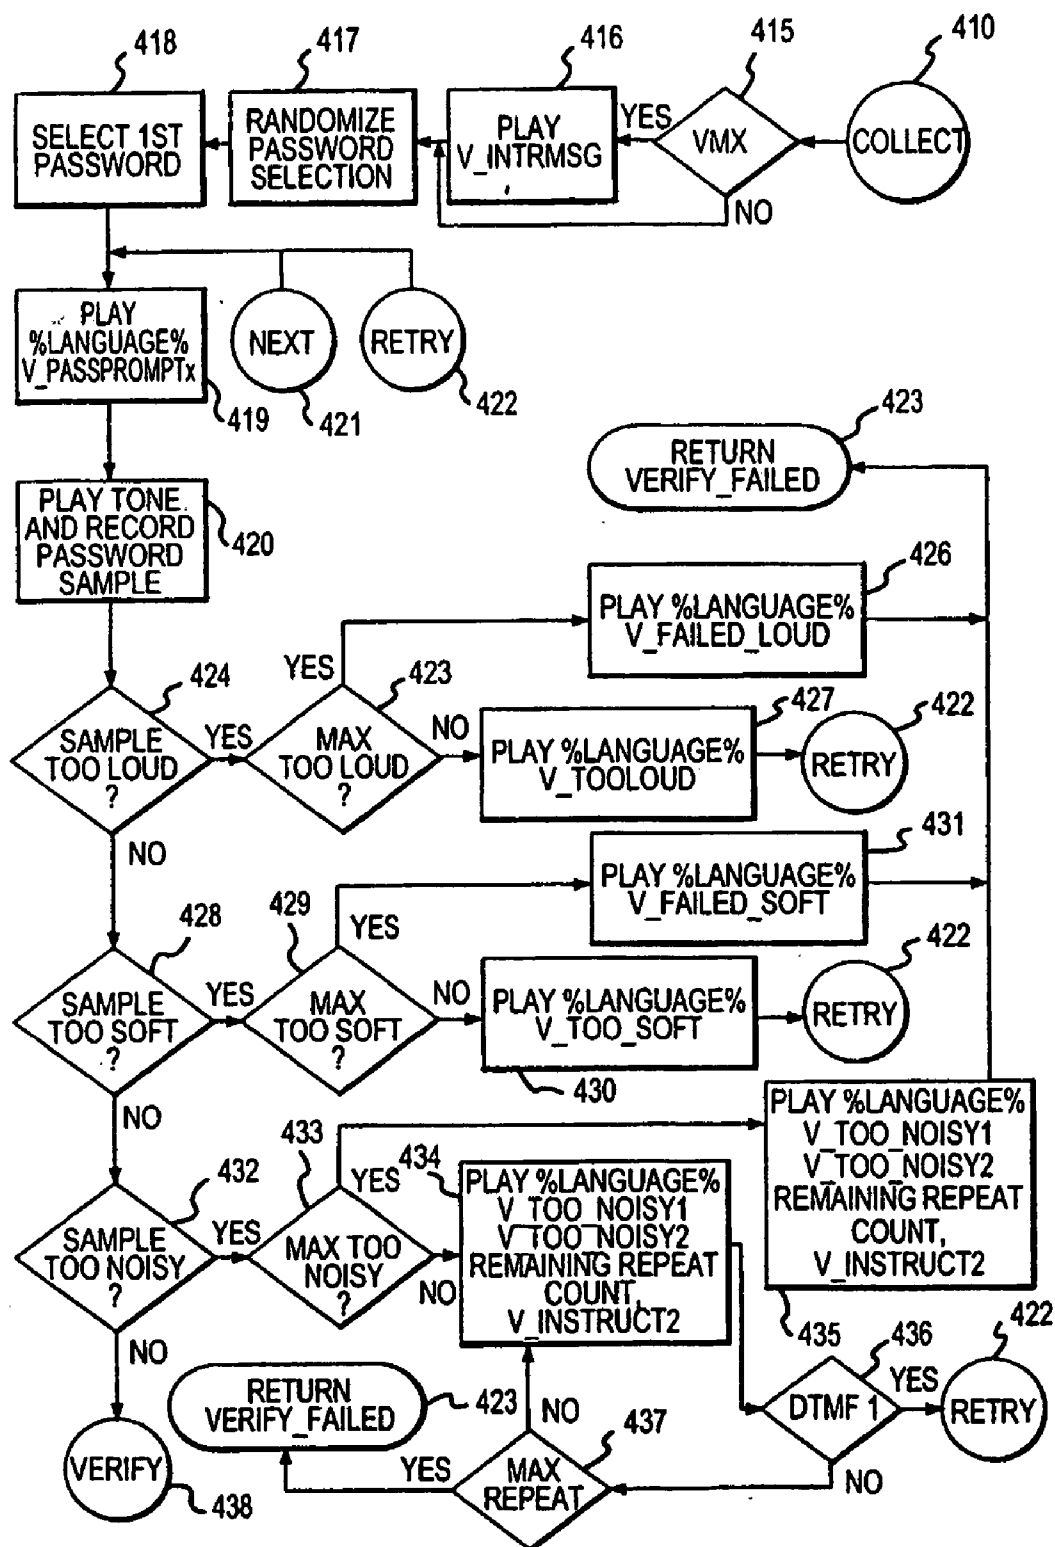 418
417
416
415
410
SELECT 1ST
PASSWORD
RANDOMIZE
PASSWORD
SELECTION
PLAY
V_INTRMSG
YES
VMX
COLLECT
NO
PLAY
%LANGUAGE%
V_PASSPROMPTx
NEXT
RETRY
419
421
422
423
RETURN
VERIFY_FAILED
PLAY TONE.
AND RECORD
PASSWORD
SAMPLE
420
426
PLAY %LANGUAGE%
V_FAILED_LOUD
424
YES
423
427
422
SAMPLE
TOO LOUD
?
YES
MAX
TOO LOUD
?
NO
PLAY %LANGUAGE%
V_TOOLOUD
RETRY
NO
431
PLAY %LANGUAGE%
V_FAILED_SOFT
428
429
YES
422
SAMPLE
TOO SOFT
?
YES
MAX
TOO SOFT
?
NO
PLAY %LANGUAGE%
V_TOO_SOFT
RETRY
430
NO
PLAY %LANGUAGE%
V_TOO_NOISY1
V_TOO_NOISY2
REMAINING REPEAT
COUNT,
V_INSTRUCT2
435
432
433
YES
434
SAMPLE
TOO NOISY
?
YES
MAX TOO
NOISY
?
NO
PLAY %LANGUAGE%
V_TOO_NOISY1
V_TOO_NOISY2
REMAINING REPEAT
COUNT,
V_INSTRUCT2
436
422
NO
RETURN
VERIFY_FAILED
423
NO
437
DTMF 1
YES
RETRY
VERIFY
438
YES
MAX
REPEAT
NO